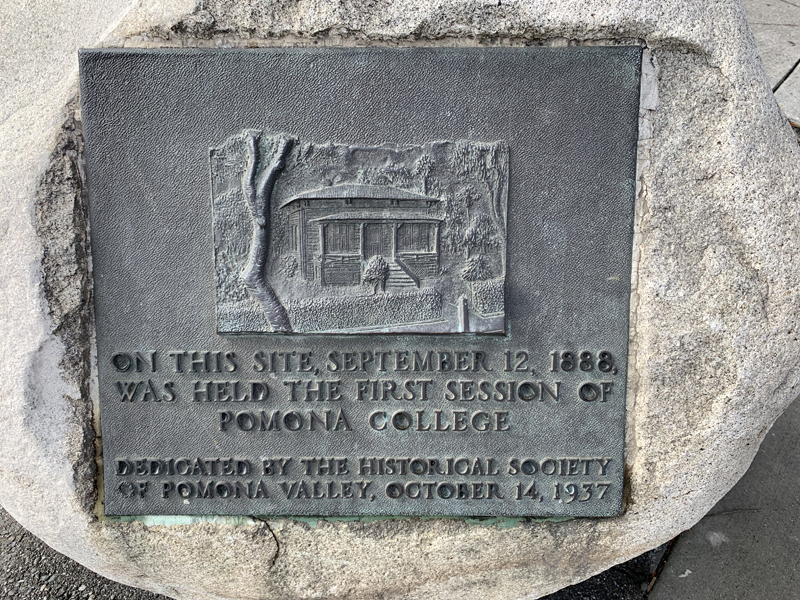 ON THIS SITE, SEPTEMBER 12, 1888,
WAS HELD THE FIRST SESSION OF
POMONA COLLEGE
DEDICATED BY THE HISTORICAL SOCIETY
OF POMONA VALLEY, OCTOBER 14, 1937